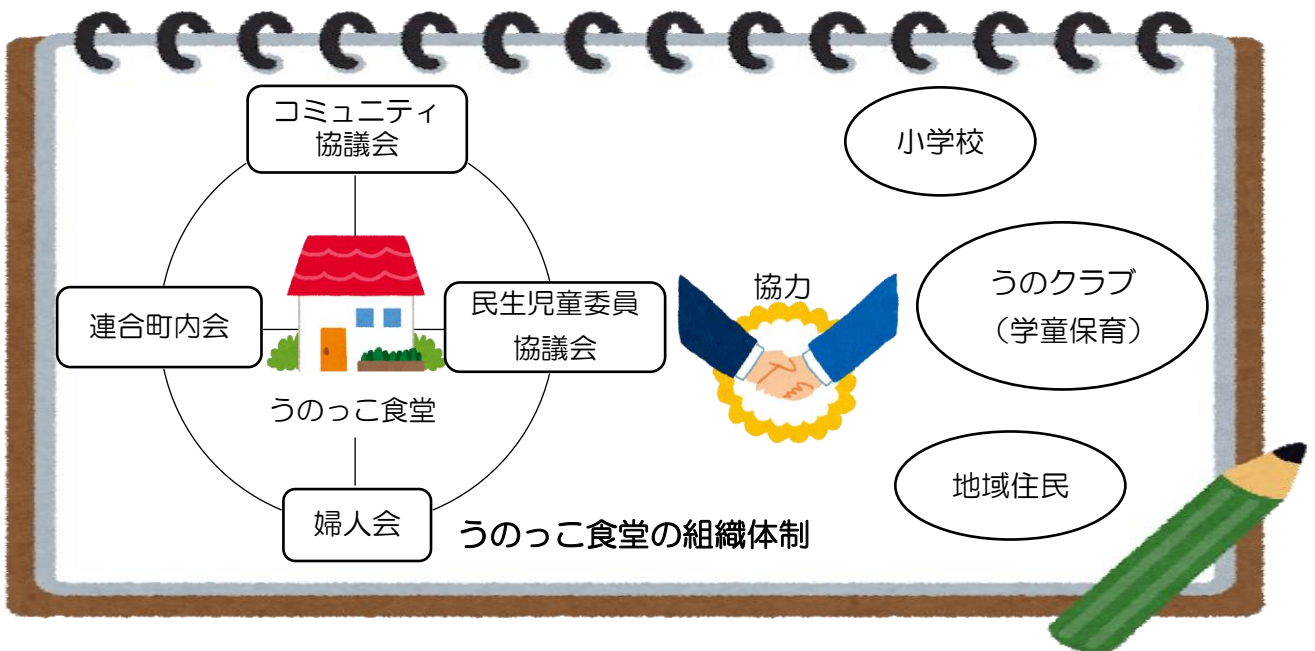 コミュニティ
協議会
連合町内会
民生児童委員
協議会
うのっこ食堂
婦人会
うのっこ食堂の組織体制
協力
小学校
うのクラブ
（学童保育）
地域住民